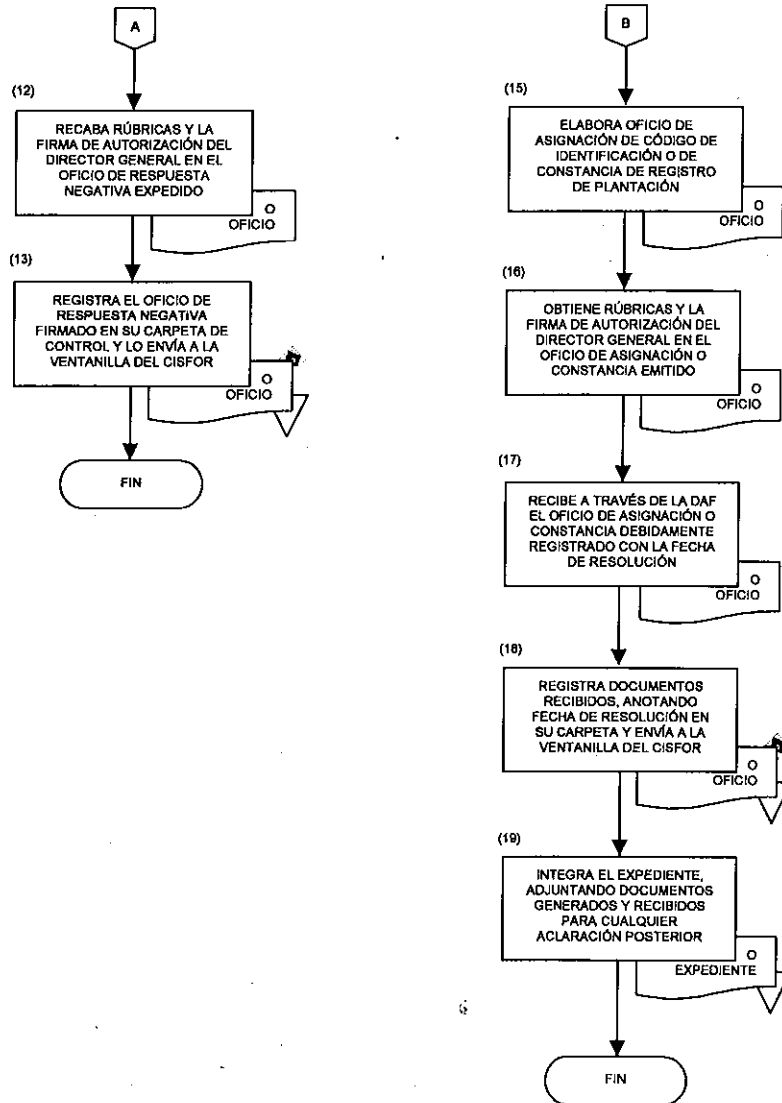 A
(12)
RECABA RÚBRICAS Y LA
FIRMA DE AUTORIZACIÓN DEL
DIRECTOR GENERAL EN EL
OFICIO DE RESPUESTA
NEGATIVA EXPEDIDO
O
OFICIO
(13)
REGISTRA EL OFICIO DE
RESPUESTA NEGATIVA
FIRMADO EN SU CARPETA DE
CONTROL Y LO ENVÍA A LA
VENTANILLA DEL CISFOR
O
OFICIO
FIN
B
(15)
ELABORA OFICIO DE
ASIGNACIÓN DE CÓDIGO DE
IDENTIFICACIÓN O DE
CONSTANCIA DE REGISTRO
DE PLANTACIÓN
O
OFICIO
(16)
OBTIENE RÚBRICAS Y LA
FIRMA DE AUTORIZACIÓN DEL
DIRECTOR GENERAL EN EL
OFICIO DE ASIGNACIÓN O
CONSTANCIA EMITIDO
O
OFICIO
(17)
RECIBE A TRAVÉS DE LA DAF
EL OFICIO DE ASIGNACIÓN O
CONSTANCIA DEBIDAMENTE
REGISTRADO CON LA FECHA
DE RESOLUCIÓN
O
OFICIO
(18)
REGISTRA DOCUMENTOS
RECIBIDOS, ANOTANDO
FECHA DE RESOLUCIÓN EN
SU CARPETA Y ENVÍA A LA
VENTANILLA DEL CISFOR
O
OFICIO
(19)
INTEGRA EL EXPEDIENTE,
ADJUNTANDO DOCUMENTOS
GENERADOS Y RECIBIDOS
PARA CUALQUIER
ACLARACIÓN POSTERIOR
O
EXPEDIENTE
FIN